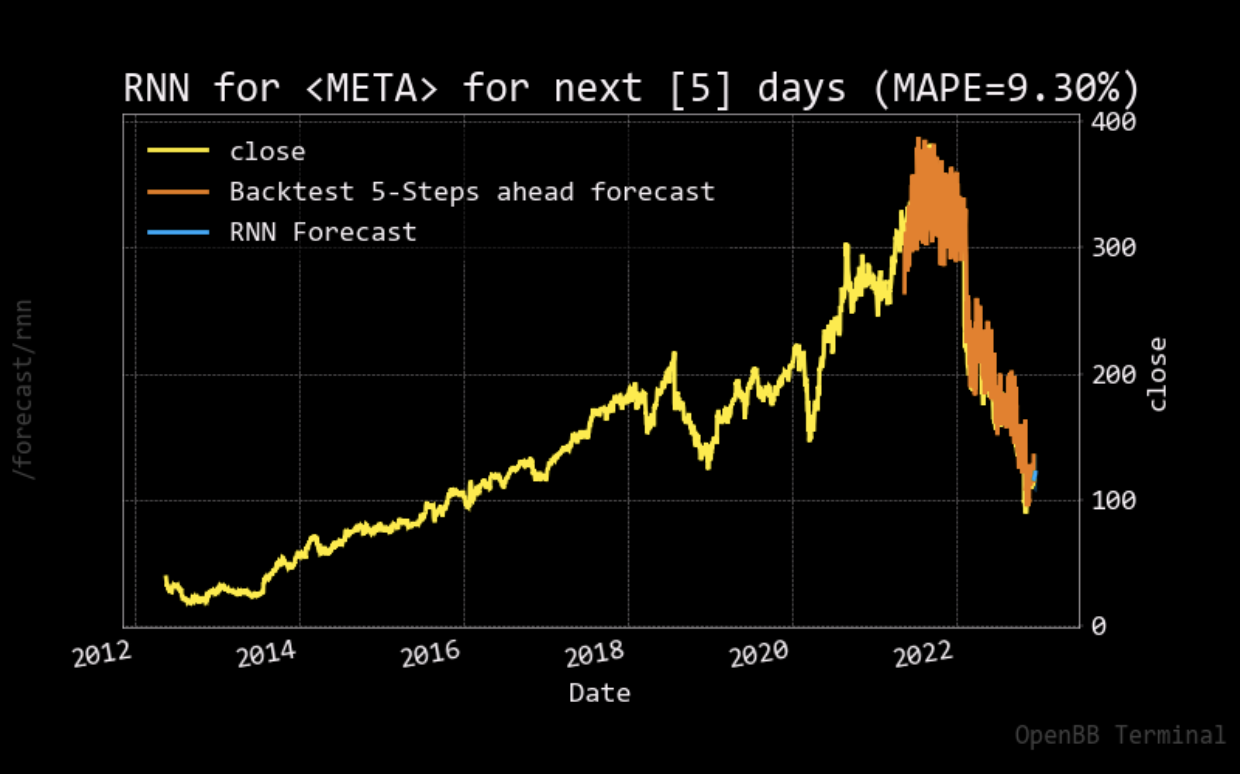 RNN for <META> for next [5] days (MAPE=9.30%)
close
Backtest 5-Steps ahead forecast
RNN Forecast
400
300
200
100
0
close
2012
2014
2016
2018
2020
2022
Date
/forecast/rnn
OpenBB Terminal